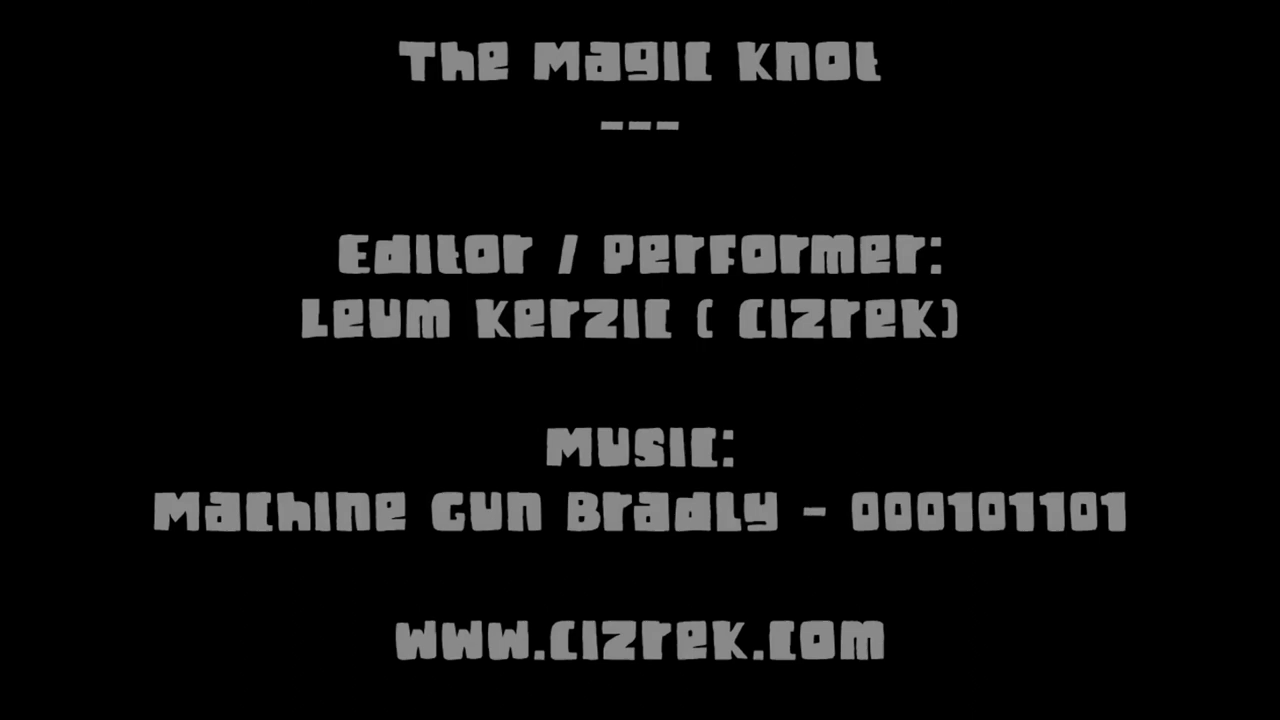 The Magic Knot
---
Editor / Performer:
Leum Kerzic ( Cizrek)
Music:
Machine Gun Bradly - 000101101
www.cizrek.com